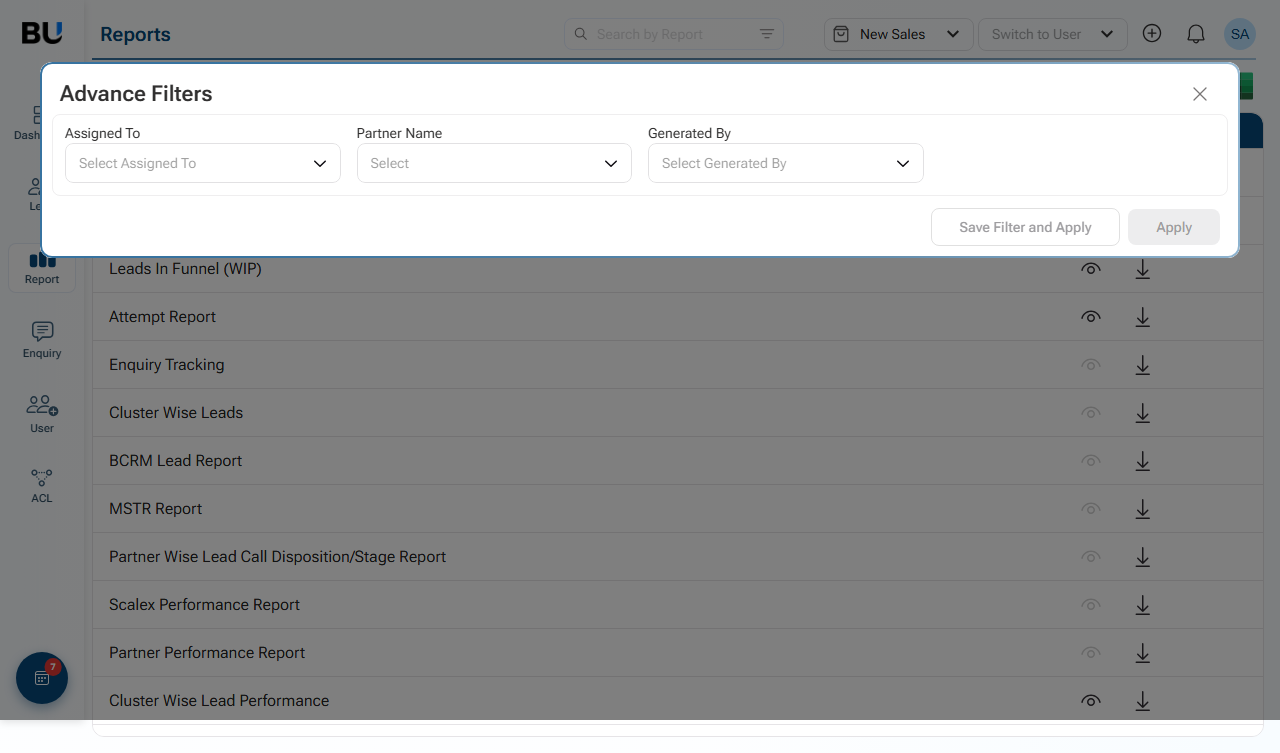 BU
Reports
Search by Report
New Sales
Switch to User
SA
Advance Filters
Assigned To
Partner Name
Generated By
Select Assigned To
Select
Select Generated By
Save Filter and Apply
Apply
Leads In Funnel (WIP)
Report
Attempt Report
Enquiry
Enquiry Tracking
Cluster Wise Leads
User
BCRM Lead Report
ACL
MSTR Report
Partner Wise Lead Call Disposition/Stage Report
Scalex Performance Report
Partner Performance Report
7
Cluster Wise Lead Performance